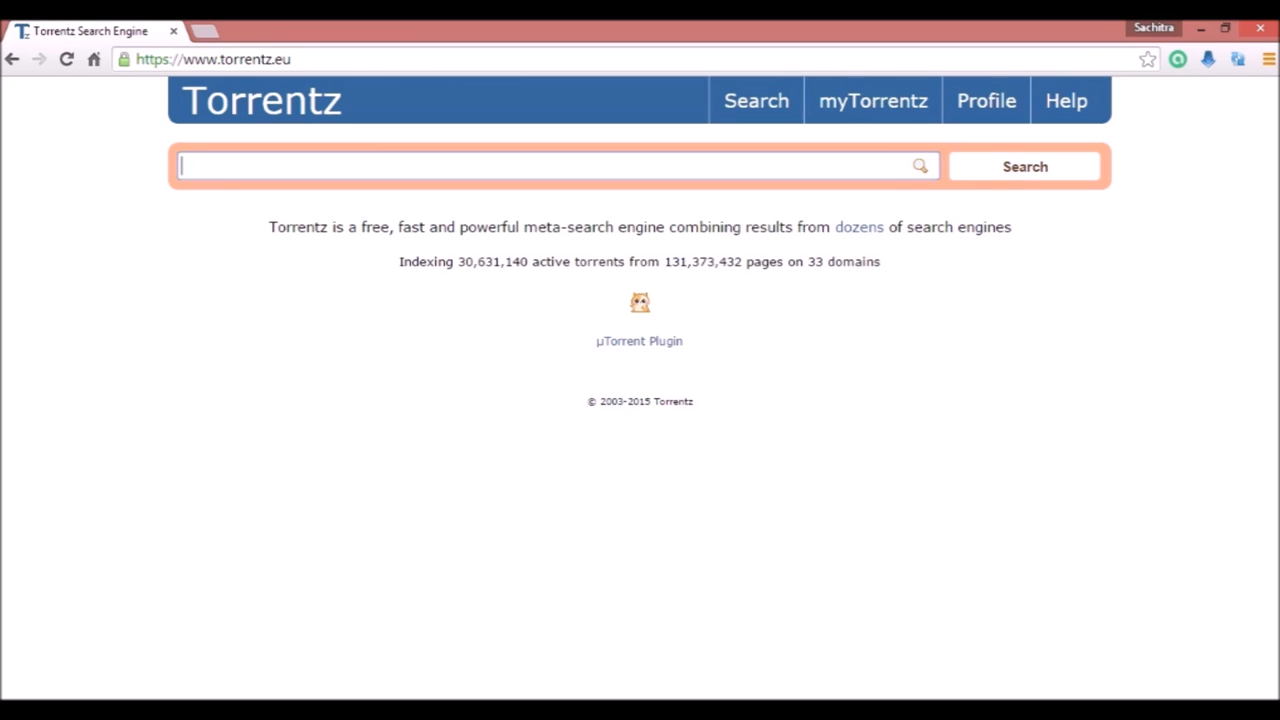 Torrentz Search Engine
Sachitra
https://www.torrentz.eu
Torrentz
Search
myTorrentz
Profile
Help
Search
Torrentz is a free, fast and powerful meta-search engine combining results from dozens of search engines
Indexing 30,631,140 active torrents from 131,373,432 pages on 33 domains
µTorrent Plugin
© 2003-2015 Torrentz